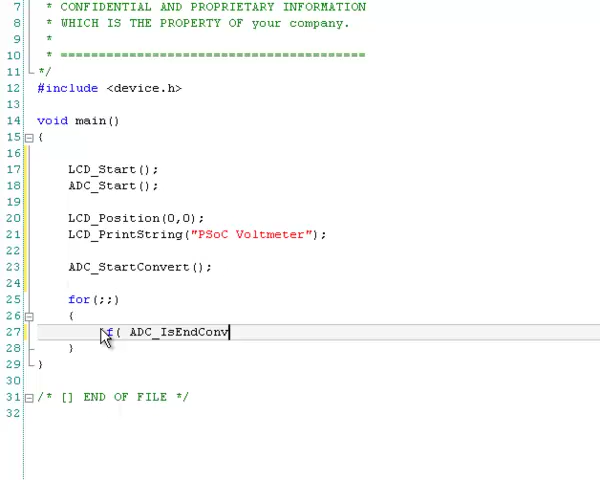 7 * CONFIDENTIAL AND PROPRIETARY INFORMATION
8 * WHICH IS THE PROPERTY OF your company.
9 *
10 * ========================================
11 */
12 #include <device.h>
13
14 void main()
15 {
16
17 LCD_Start();
18 ADC_Start();
19
20 LCD_Position(0,0);
21 LCD_PrintString("PSoC Voltmeter");
22
23 ADC_StartConvert();
24
25 for(;;)
26 {
27 if( ADC_IsEndConv
28 }
29 }
30
31 /* [] END OF FILE */
32